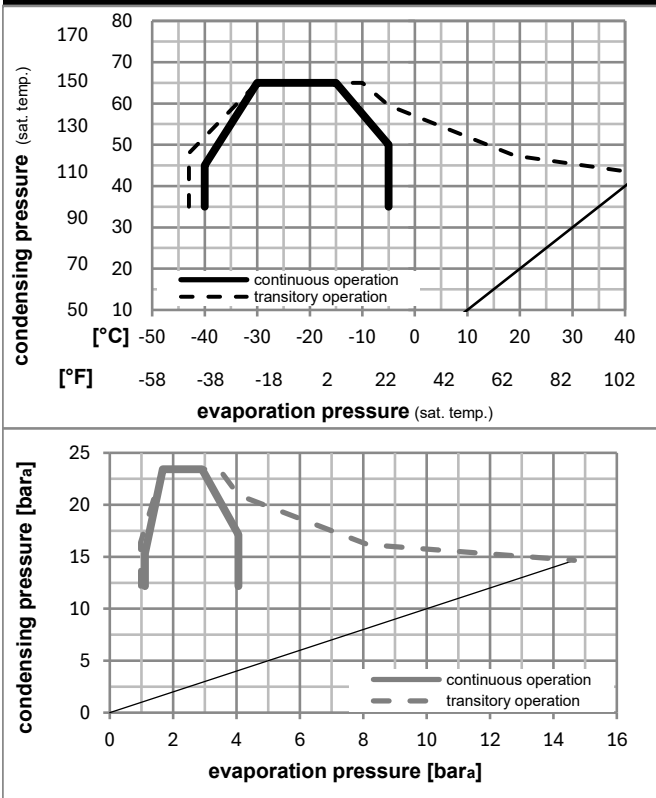 condensing pressure (sat. temp.)
170 80
70
150
60
130
50
110
40
90
30
70 20
50 10
continuous operation
transitory operation
[°C] -50 -40 -30 -20 -10 0 10 20 30 40
[°F] -58 -38 -18 2 22 42 62 82 102
evaporation pressure (sat. temp.)
condensing pressure [bara]
25
20
15
10
5
0
continuous operation
transitory operation
0 2 4 6 8 10 12 14 16
evaporation pressure [bara]